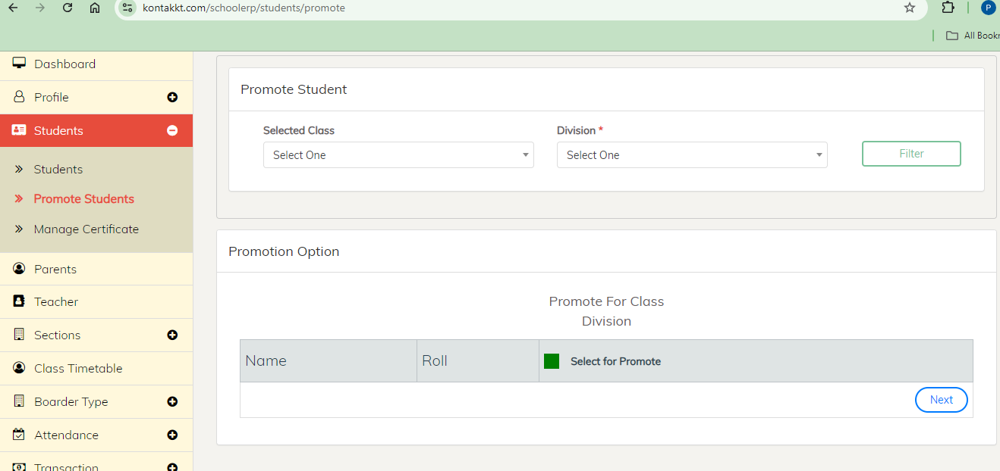 kontakkt.com/schoolerp/students/promote
P
All Bookr
Dashboard
Profile
Students
Students
Promote Students
Manage Certificate
Parents
Teacher
Sections
Class Timetable
Boarder Type
Attendance
Transaction
Promote Student
Selected Class
Division *
Select One
Select One
Filter
Promotion Option
Promote For Class
Division
Name
Roll
Select for Promote
Next